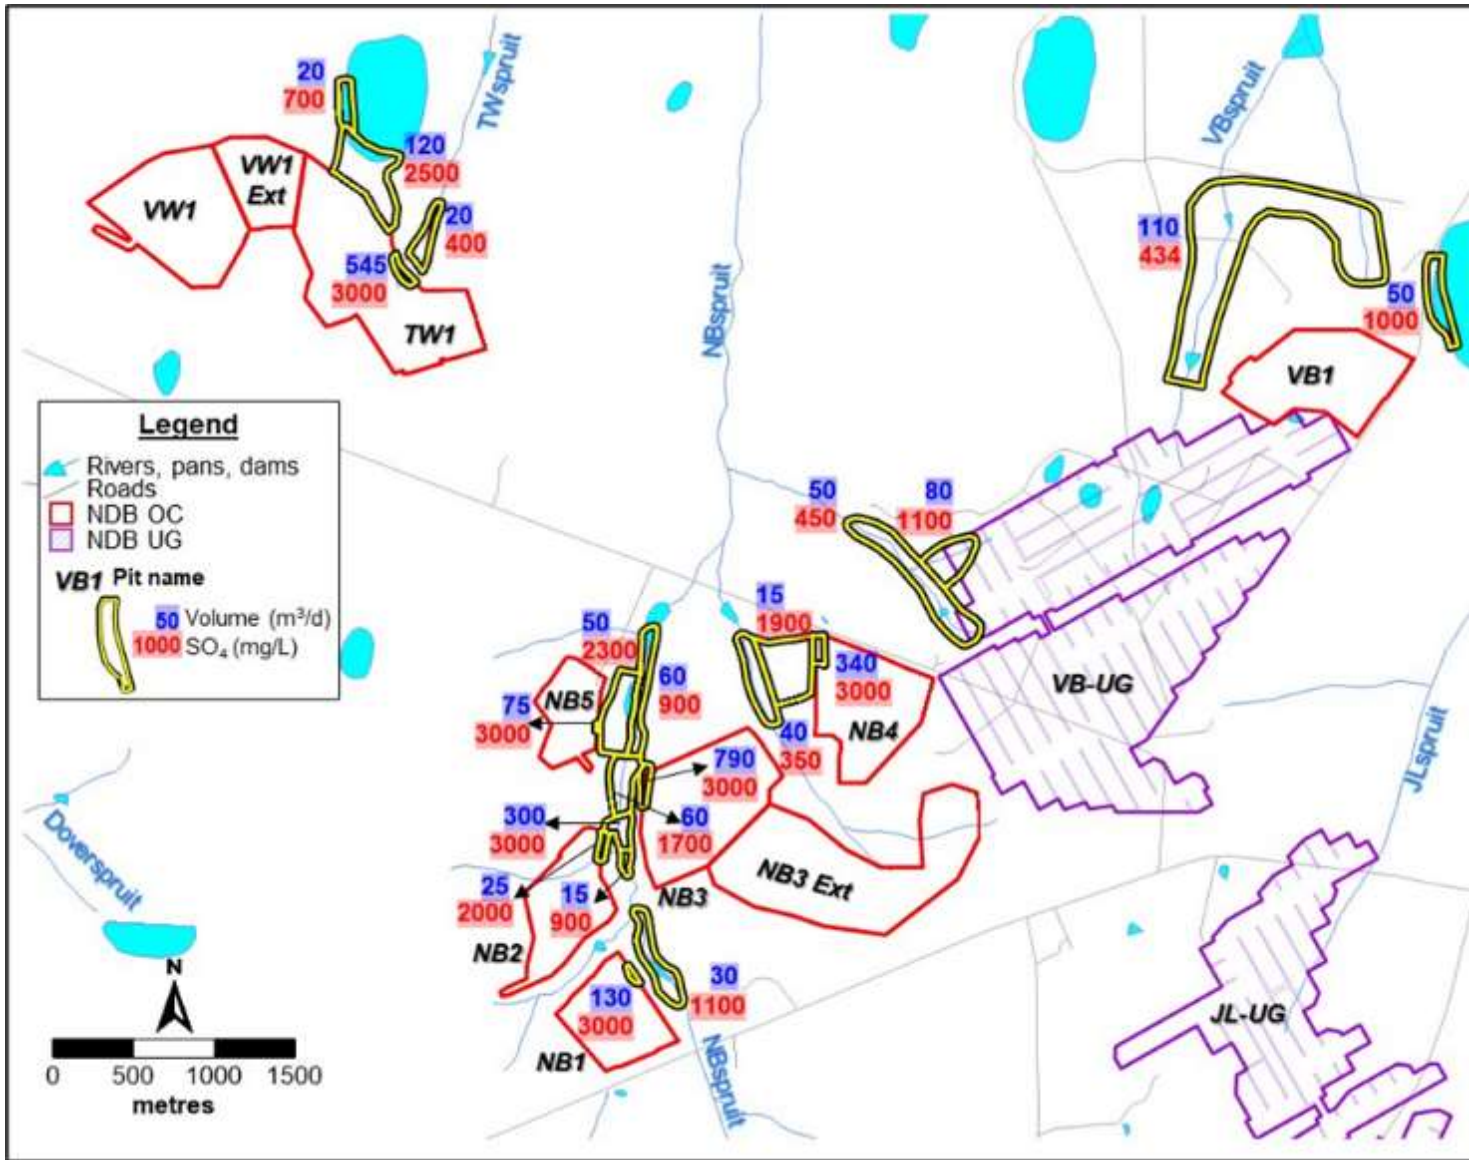 20
700
TWspruit
VBspruit
120
2500
VW1
Ext
VW1
20
400
110
434
545
3000
50
1000
NBspruit
TW1
VB1
Legend
Rivers, pans, dams
Roads
NDB OC
NDB UG
VB1 Pit name
50 Volume (m³/d)
1000 SO₄ (mg/L)
50
450
80
1100
15
1900
50
2300
340
3000
60
900
NB5
75
3000
NB4
VB-UG
40
350
790
3000
JLspruit
300
3000
60
1700
Doverspruit
NB3 Ext
25
2000
15
900
NB3
NB2
N
30
1100
130
3000
JL-UG
NB1
NBspruit
0 500 1000 1500
metres